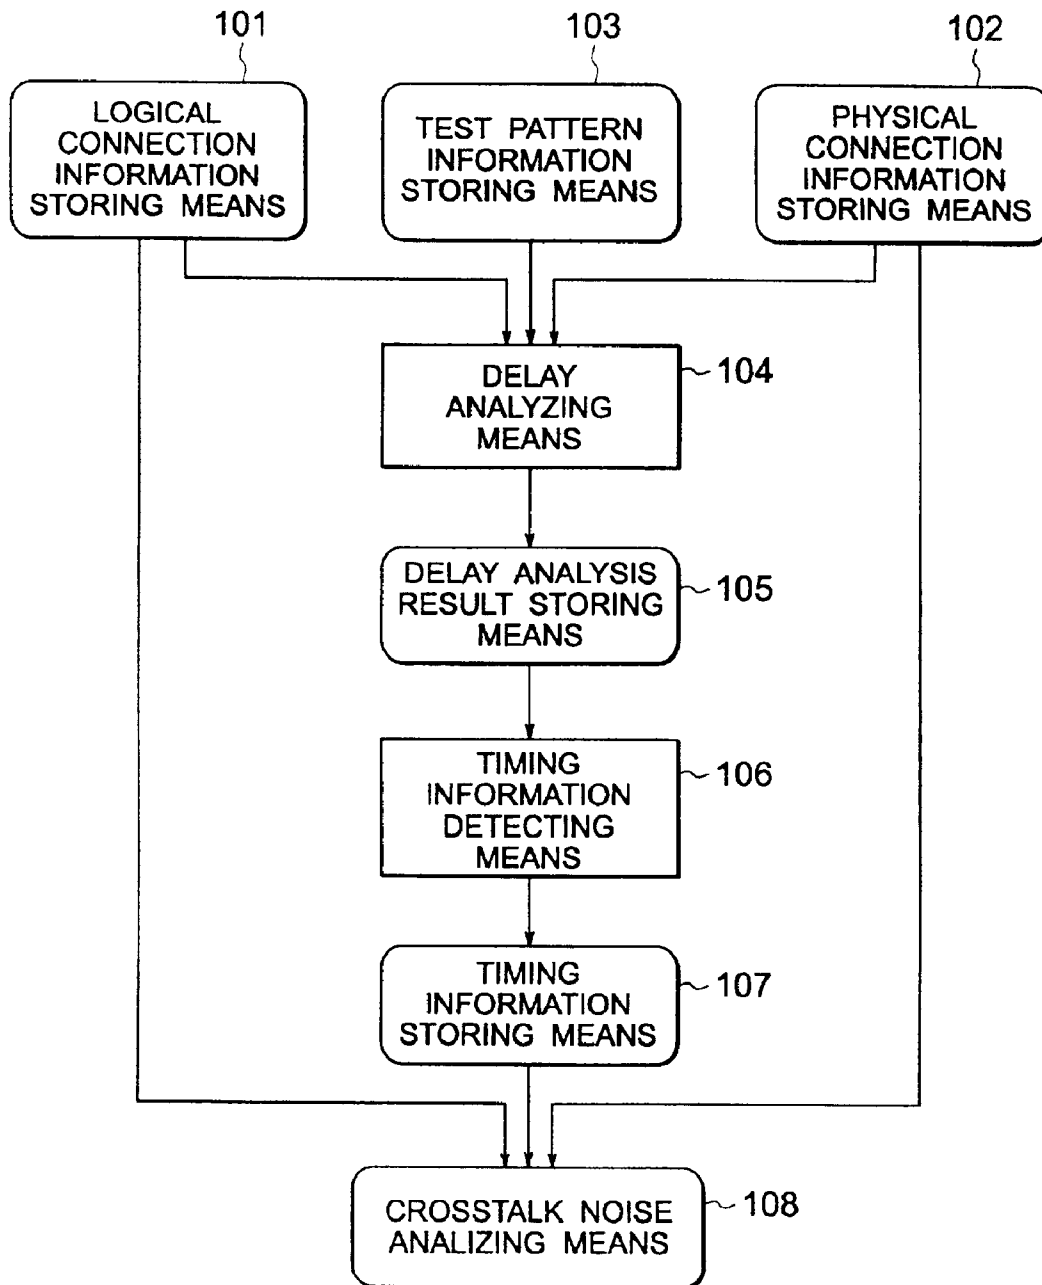 101
103
102
LOGICAL
CONNECTION
INFORMATION
STORING MEANS
TEST PATTERN
INFORMATION
STORING MEANS
PHYSICAL
CONNECTION
INFORMATION
STORING MEANS
DELAY
ANALYZING
MEANS
104
DELAY ANALYSIS
RESULT STORING
MEANS
105
TIMING
INFORMATION
DETECTING
MEANS
106
TIMING
INFORMATION
STORING MEANS
107
CROSSTALK NOISE
ANALIZING MEANS
108